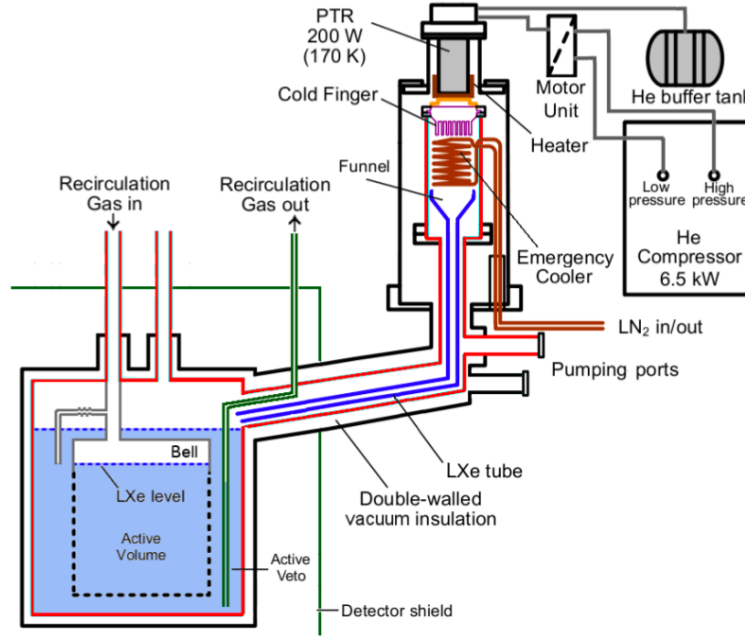 PTR
200 W
(170 K)
Cold Finger
Motor
Unit
He buffer tank
Heater
Funnel
Recirculation
Gas in
Recirculation
Gas out
Low
pressure
High
pressure
He
Compressor
6.5 kW
Emergency
Cooler
LN₂ in/out
Pumping ports
Bell
LXe level
LXe tube
Double-walled
vacuum insulation
Active
Volume
Active
Veto
Detector shield